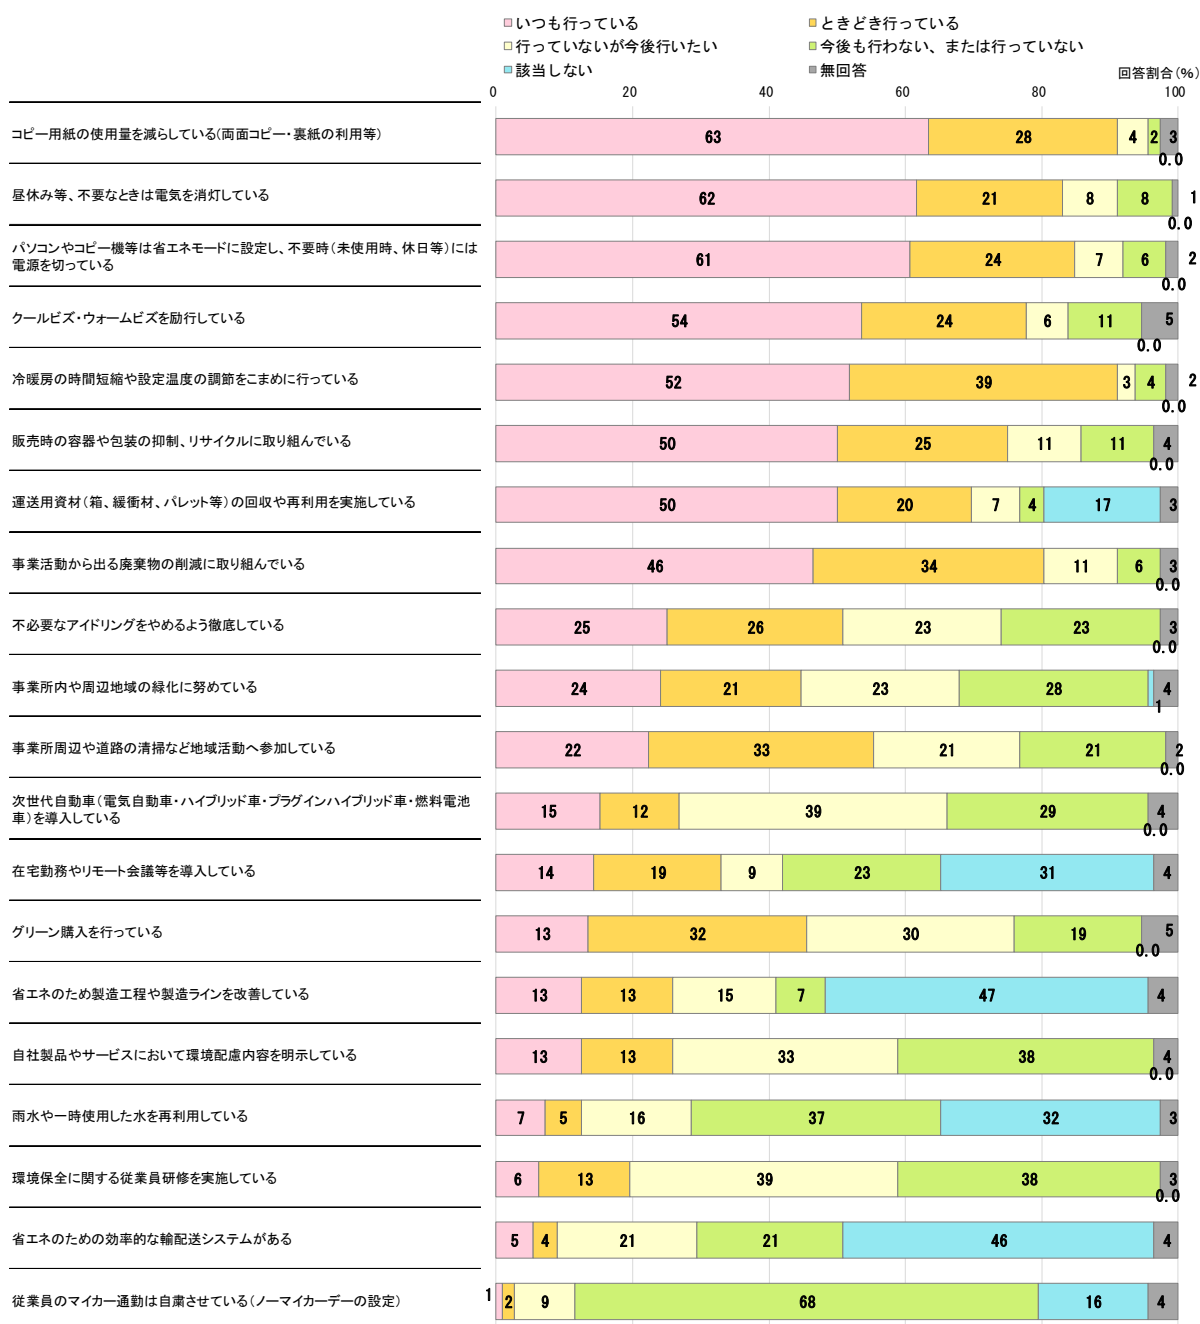 いつも行っている
ときどき行っている
行っていないが今後行いたい
今後も行わない、または行っていない
該当しない
無回答
回答割合(%)
0 20 40 60 80 100
コピー用紙の使用量を減らしている(両面コピー・裏紙の利用等)
63 28 4 2 3
0.0
昼休み等、不要なときは電気を消灯している
62 21 8 8 1
0.0
パソコンやコピー機等は省エネモードに設定し、不要時(未使用時、休日等)には
電源を切っている
61 24 7 6 2
0.0
クールビズ・ウォームビズを励行している
54 24 6 11 5
0.0
冷暖房の時間短縮や設定温度の調節をこまめに行っている
52 39 3 4 2
0.0
販売時の容器や包装の抑制、リサイクルに取り組んでいる
50 25 11 11 4
0.0
運送用資材(箱、緩衝材、パレット等)の回収や再利用を実施している
50 20 7 4 17 3
事業活動から出る廃棄物の削減に取り組んでいる
46 34 11 6 3
0.0
不必要なアイドリングをやめるよう徹底している
25 26 23 23 3
0.0
事業所内や周辺地域の緑化に努めている
24 21 23 28 4
1
事業所周辺や道路の清掃など地域活動へ参加している
22 33 21 21 2
0.0
次世代自動車(電気自動車・ハイブリッド車・プラグインハイブリッド車・燃料電池
車)を導入している
15 12 39 29 4
0.0
在宅勤務やリモート会議等を導入している
14 19 9 23 31 4
グリーン購入を行っている
13 32 30 19 5
0.0
省エネのため製造工程や製造ラインを改善している
13 13 15 7 47 4
自社製品やサービスにおいて環境配慮内容を明示している
13 13 33 38 4
0.0
雨水や一時使用した水を再利用している
7 5 16 37 32 3
環境保全に関する従業員研修を実施している
6 13 39 38 3
0.0
省エネのための効率的な輸配送システムがある
5 4 21 21 46 4
従業員のマイカー通勤は自粛させている(ノーマイカーデーの設定)
1 2 9 68 16 4